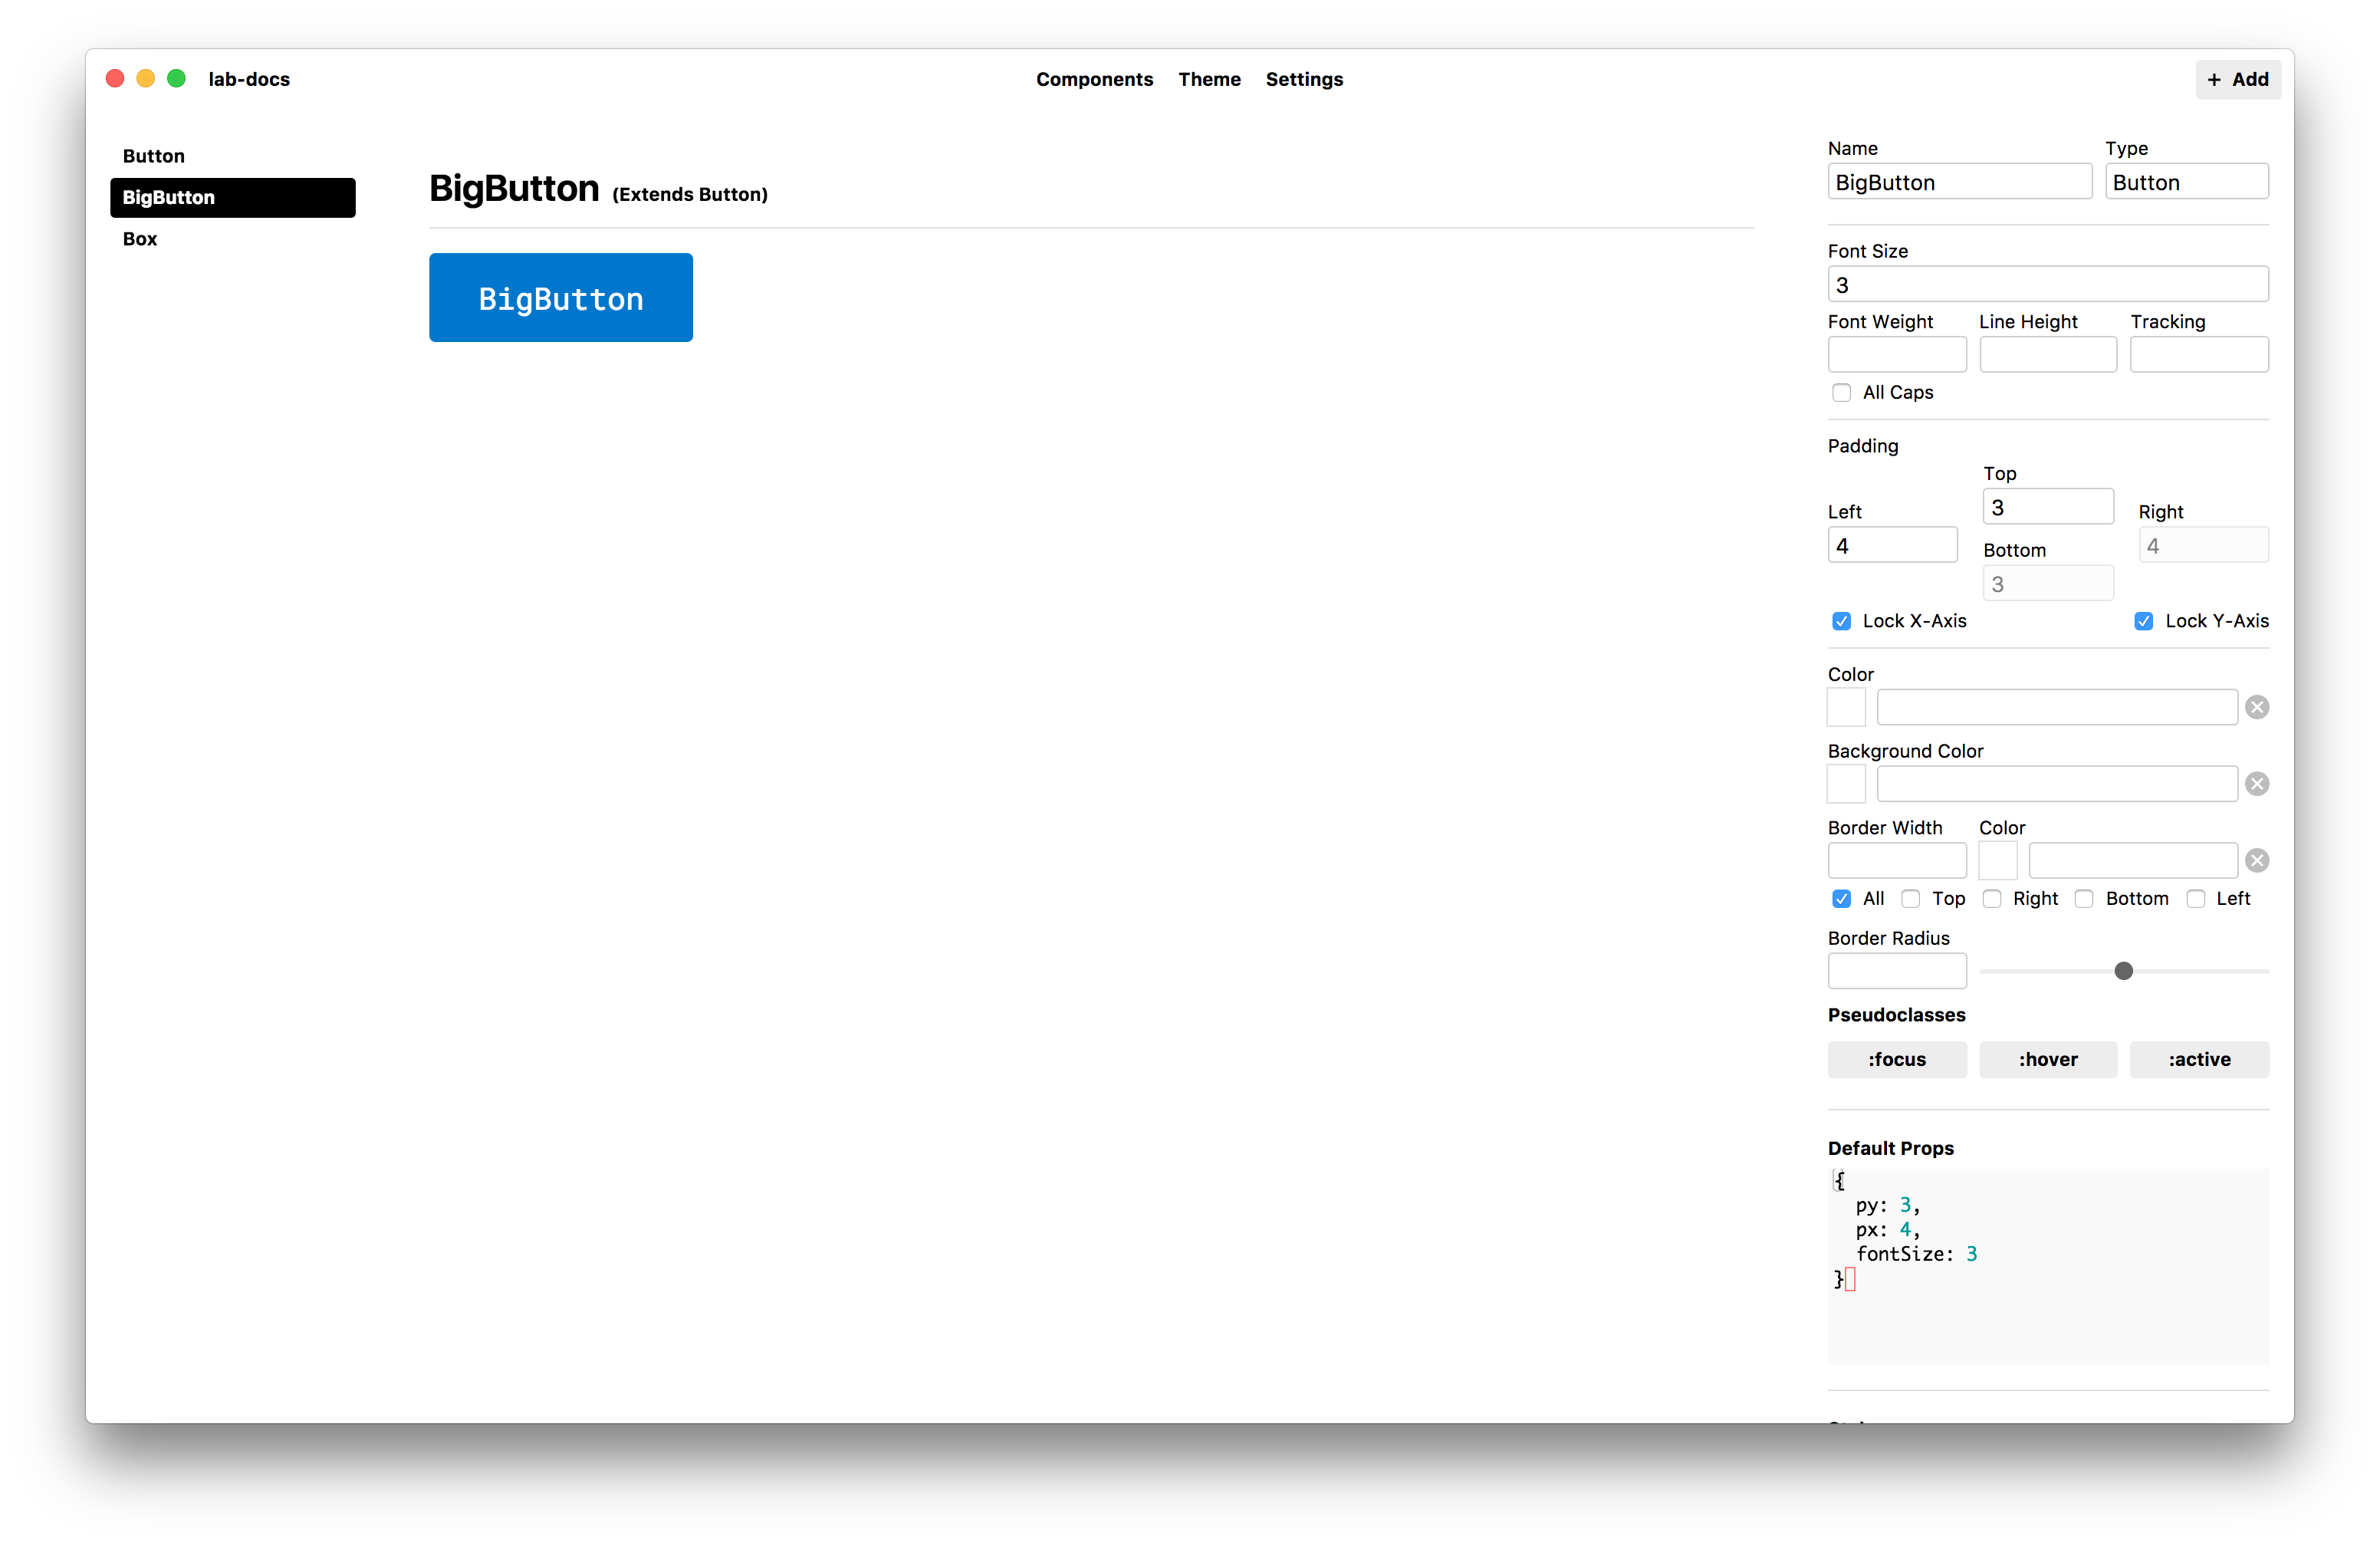 lab-docs
Components Theme Settings
+ Add
Button
BigButton
Box
BigButton (Extends Button)
BigButton
Name Type
BigButton Button
Font Size
3
Font Weight Line Height Tracking
All Caps
Padding
Top
3
Left
4
Right
4
Bottom
3
Lock X-Axis Lock Y-Axis
Color
Background Color
Border Width Color
All Top Right Bottom Left
Border Radius
Pseudoclasses
:focus :hover :active
Default Props
{
py: 3,
px: 4,
fontSize: 3
}